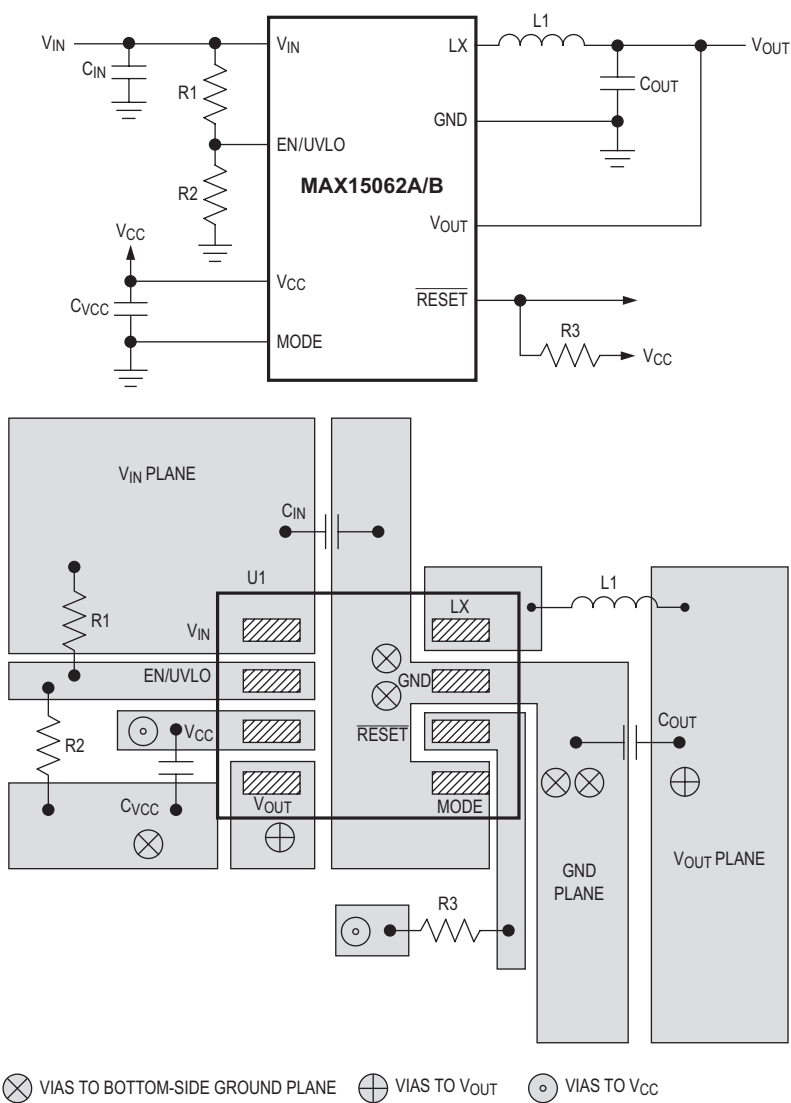 L1
VIN
VIN
LX
VOUT
CIN
R1
COUT
GND
EN/UVLO
MAX15062A/B
R2
VOUT
VCC
VCC
RESET
CVCC
R3
MODE
VCC
VIN PLANE
CIN
U1
L1
LX
R1
VIN
EN/UVLO
GND
R2
VCC
RESET
COUT
CVCC
VOUT
MODE
VOUT PLANE
GND
PLANE
R3
VIAS TO BOTTOM-SIDE GROUND PLANE
VIAS TO VOUT
VIAS TO VCC